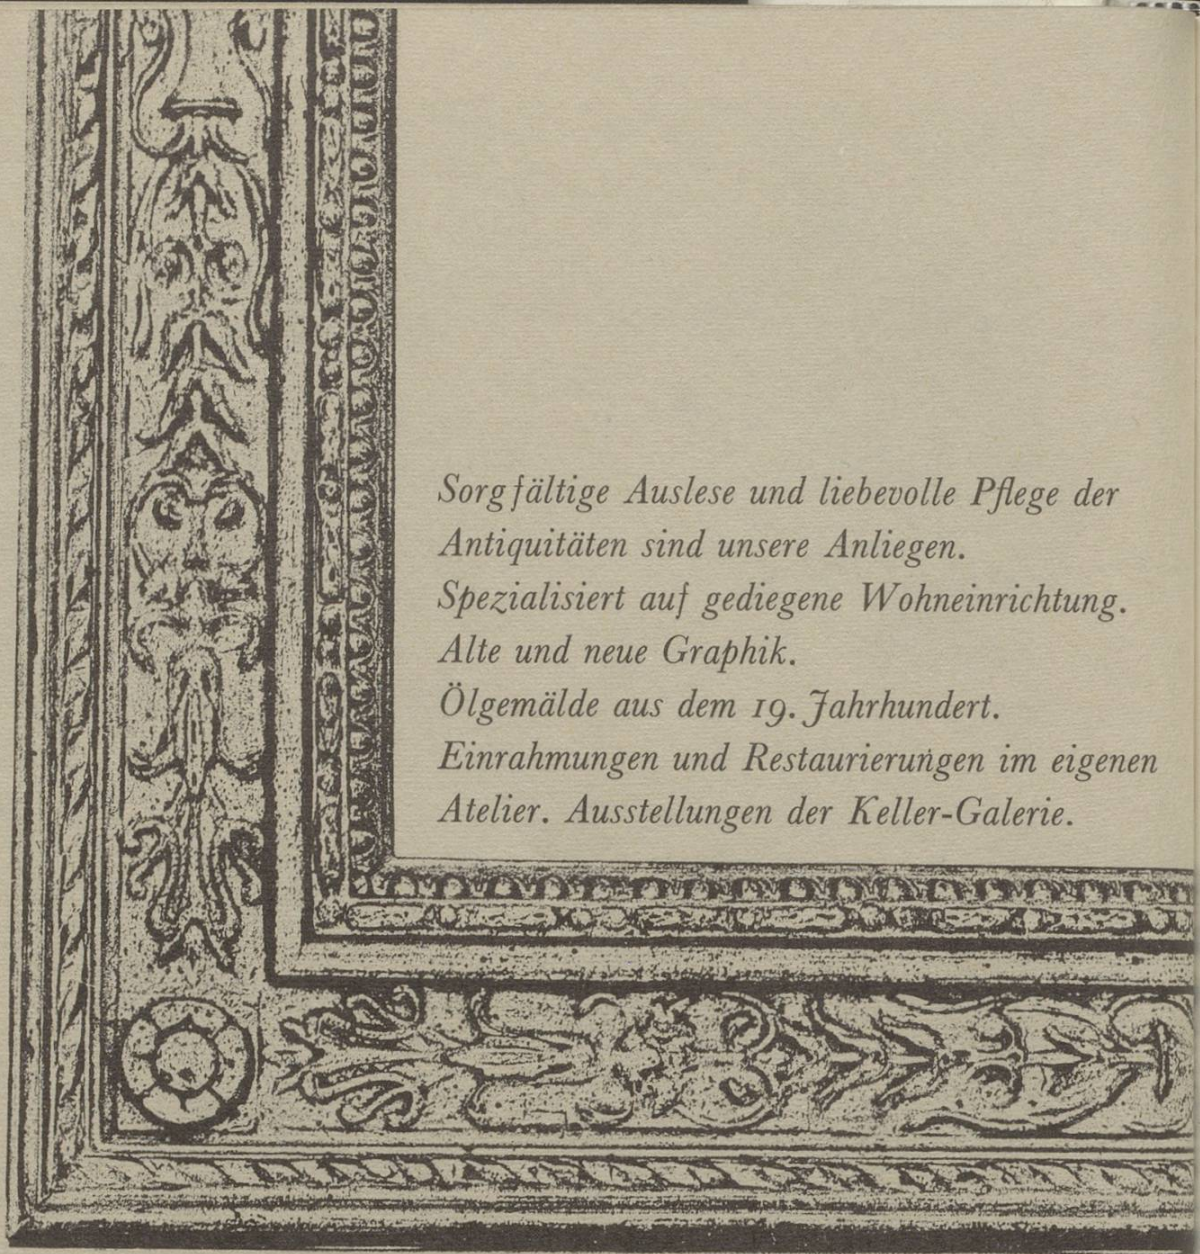 Sorgfältige Auslese und liebevolle Pflege der
Antiquitäten sind unsere Anliegen.
Spezialisiert auf gediegene Wohneinrichtung.
Alte und neue Graphik.
Ölgemälde aus dem 19. Jahrhundert.
Einrahmungen und Restaurierungen im eigenen
Atelier. Ausstellungen der Keller-Galerie.